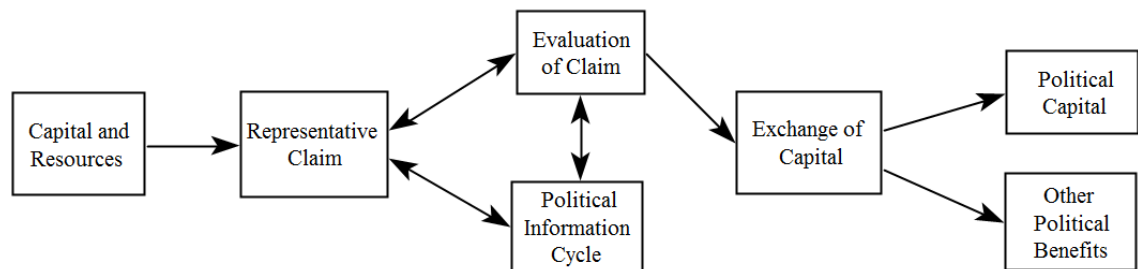 Capital and
Resources
Representative
Claim
Evaluation
of Claim
Political
Information
Cycle
Exchange of
Capital
Political
Capital
Other
Political
Benefits